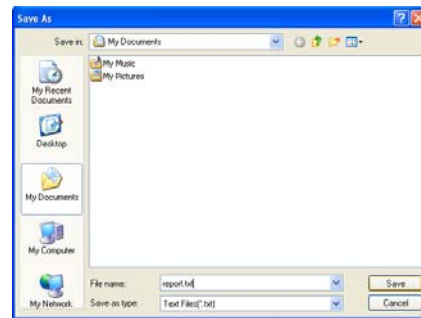 Save As
Save in:
My Documents
My Music
My Pictures
My Recent
Documents
Desktop
My Documents
My Computer
My Network
File name:
report.txt
Save
Save as type:
Text Files(*.txt)
Cancel